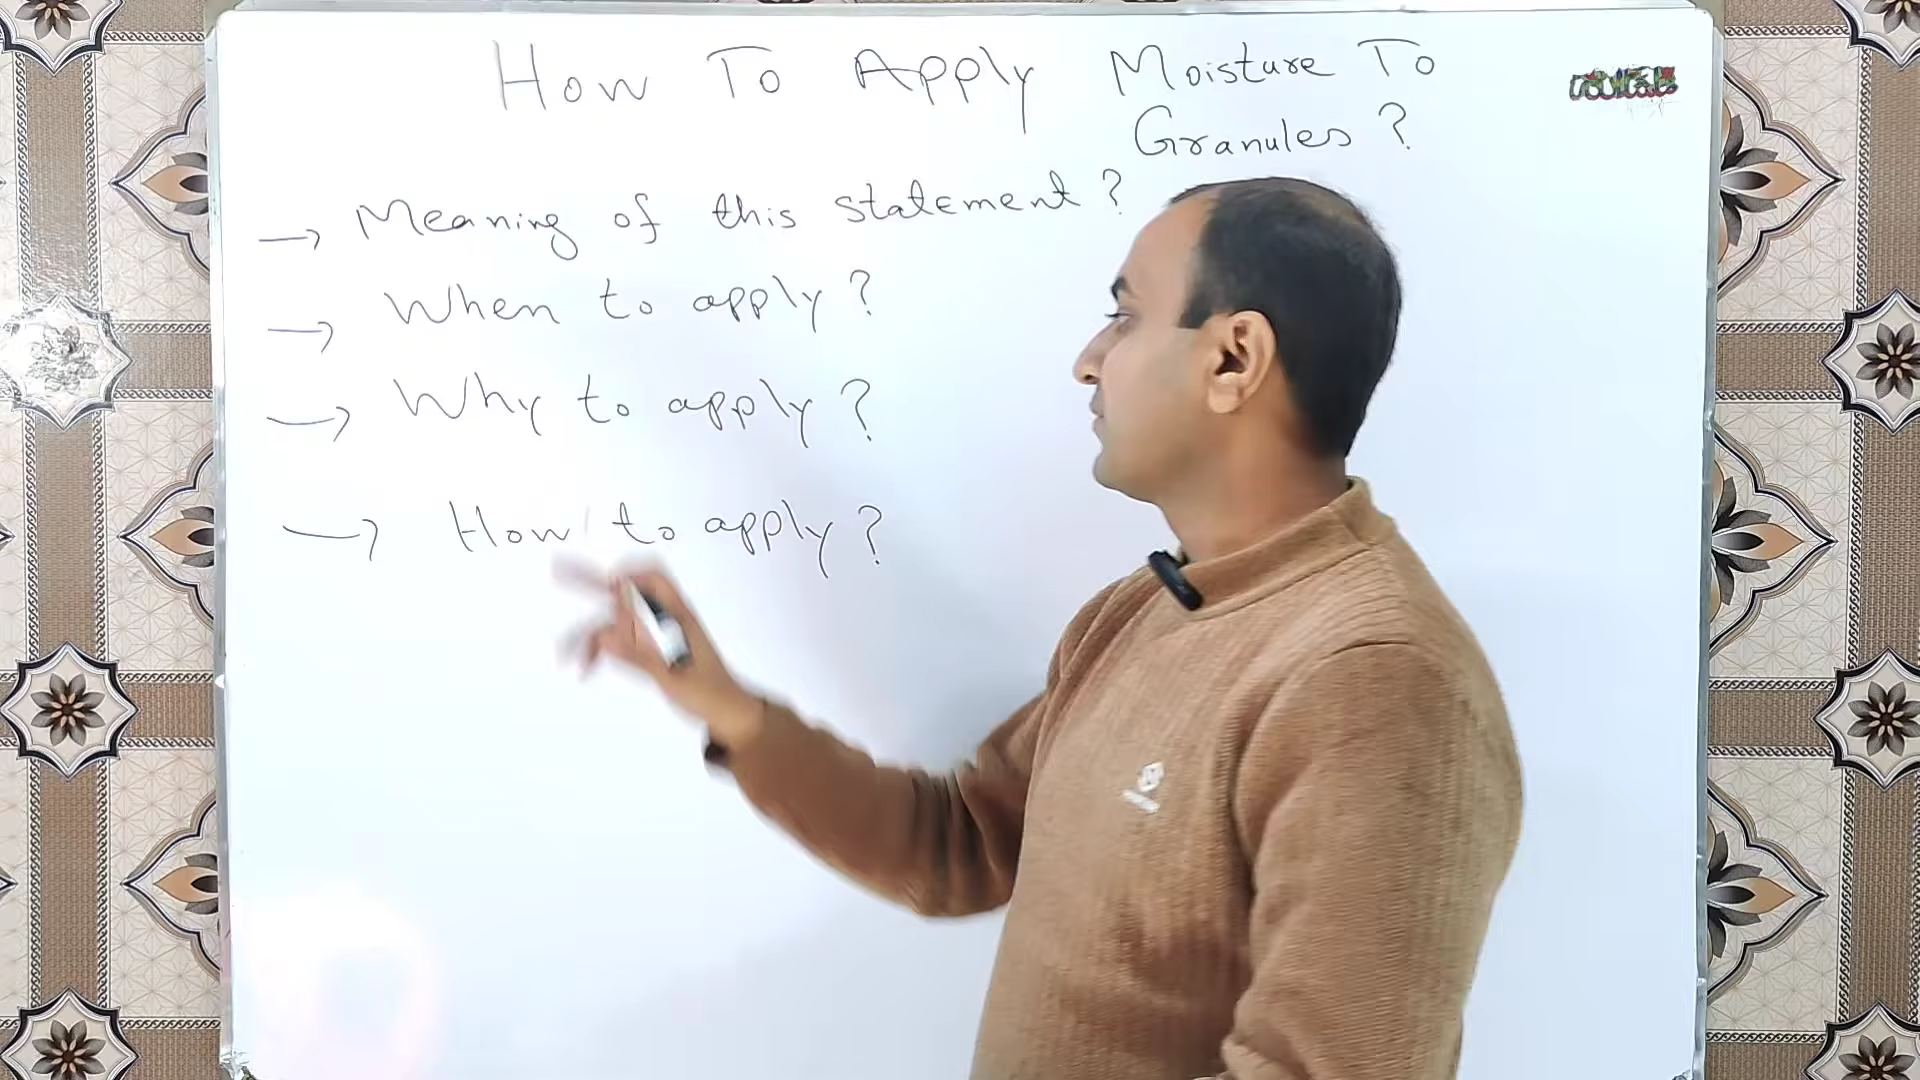 How To Apply Moisture To
Granules ?
→ Meaning of this statement ?
→ When to apply ?
→ Why to apply ?
→ How to apply ?